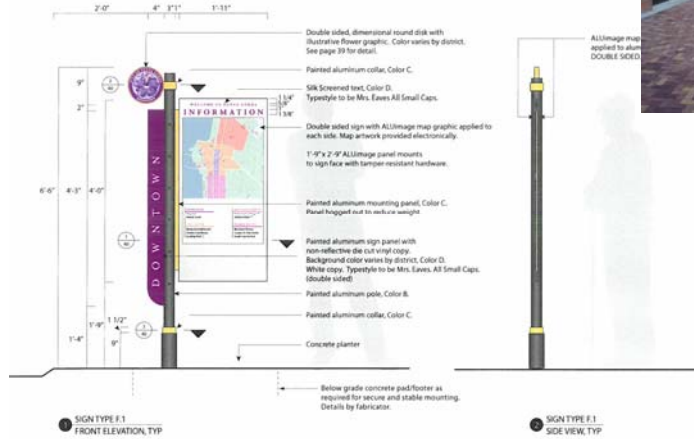 2'-0"
4"
3"
1"
1'-11"
Double sided, dimensional round disk with
illustrative flower graphic. Color varies by district.
See page 39 for detail.
Painted aluminum collar, Color C.
Silk Screened text, Color D.
Typestyle to be Mrs. Eaves All Small Caps.
Double sided sign with ALUimage map graphic applied to
each side. Map artwork provided electronically.
1'-9" x 2'-9" ALUimage panel mounts
to sign face with tamper-resistant hardware.
Painted aluminum mounting panel, Color C.
Panel hogged out to reduce weight.
Painted aluminum sign panel with
non-reflective die cut vinyl copy.
Background color varies by district, Color D.
White copy. Typestyle to be Mrs. Eaves. All Small Caps.
(double sided)
Painted aluminum pole, Color B.
Painted aluminum collar, Color C.
Concrete planter
Below grade concrete pad/footer as
required for secure and stable mounting.
Details by fabricator.
9"
2"
6'-6"
4'-3"
4'-0"
1'-4"
1'-9"
1 1/2"
9"
1 1/4"
1 3/8"
INFORMATION
DOWNTOWN
1
SIGN TYPE F.1
FRONT ELEVATION, TYP
ALUimage map
applied to alum
DOUBLE SIDED.
2
SIGN TYPE F.1
SIDE VIEW, TYP